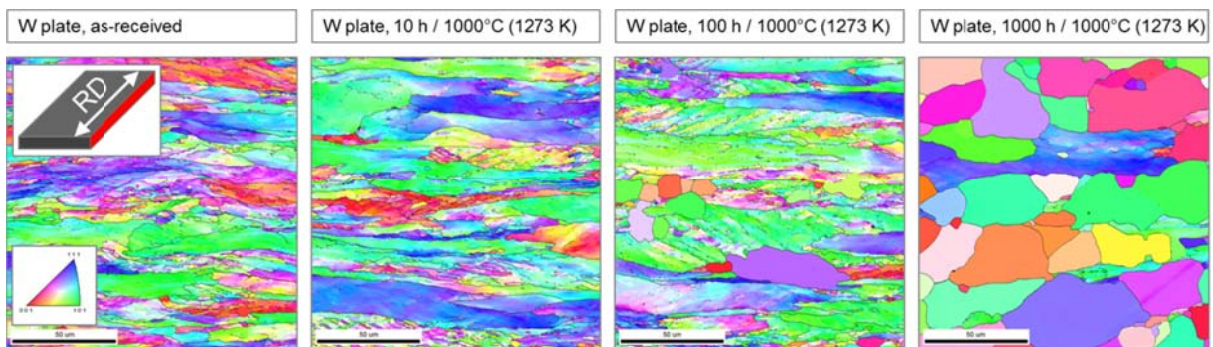 W plate, as-received
W plate, 10 h / 1000°C (1273 K)
W plate, 100 h / 1000°C (1273 K)
W plate, 1000 h / 1000°C (1273 K)
RD
111
001
101
50 um
50 um
50 um
50 um